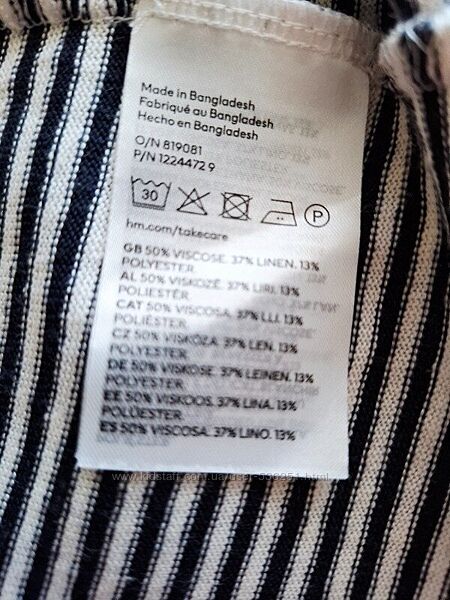 Made in Bangladesh
Fabriqué au Bangladesh
Hecho en Bangladesh
O/N 819081
P/N 1224472 9
30
P
hm.com/takecare
GB 50% VISCOSE. 37% LINEN. 13%
POLYESTER.
AL 50% VISKOZË. 37% LIRI. 13%
POLIESTER.
CAT 50% VISCOSA. 37% LLI. 13%
POLIÈSTER.
CZ 50% VISKÓZA. 37% LEN. 13%
POLYESTER.
DE 50% VISKOSE. 37% LEINEN. 13%
POLYESTER.
EE 50% VISKOOS. 37% LINA. 13%
POLÜESTER.
ES 50% VISCOSA. 37% LINO. 13%